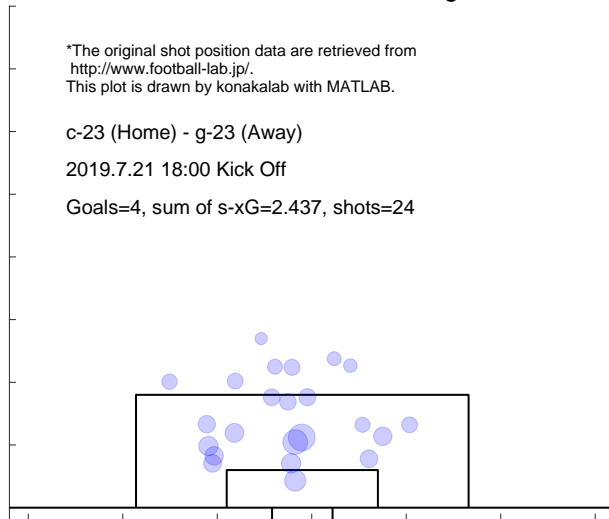 *The original shot position data are retrieved from
http://www.football-lab.jp/.
This plot is drawn by konakalab with MATLAB.
c-23 (Home) - g-23 (Away)
2019.7.21 18:00 Kick Off
Goals=4, sum of s-xG=2.437, shots=24